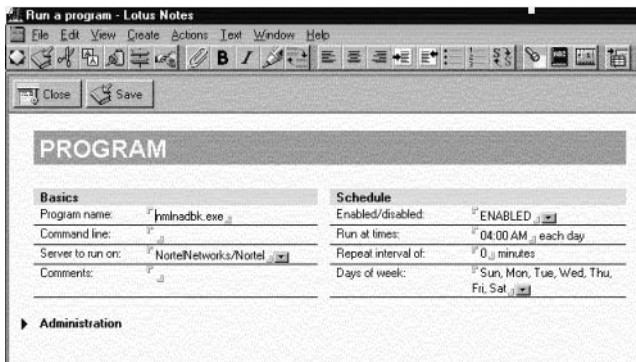 Run a program - Lotus Notes
File Edit View Create Actions Text Window Help
B I
Close Save
PROGRAM
Basics Schedule
Program name: nmlnadbk.exe Enabled/disabled: ENABLED
Command line: Run at times: 04:00 AM each day
Server to run on: NortelNetworks/Nortel Repeat interval of: 0 minutes
Comments: Days of week: Sun, Mon, Tue, Wed, Thu,
Fri, Sat
Administration